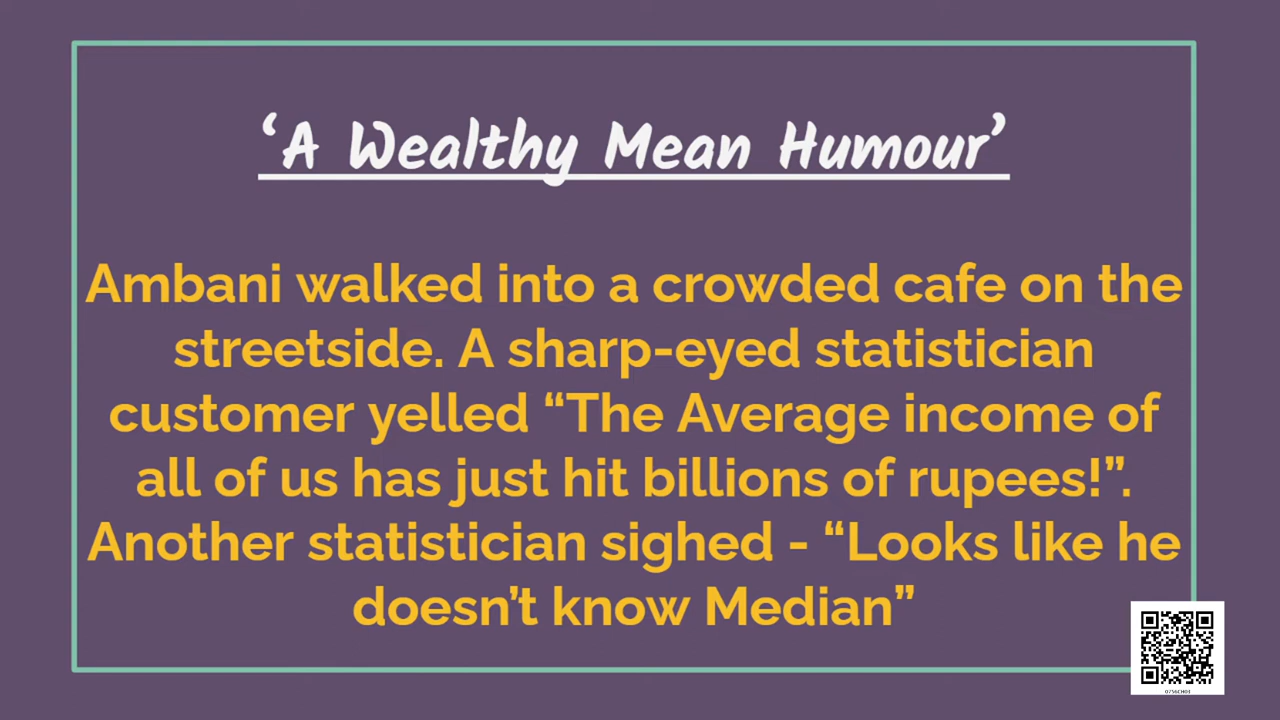 ‘A Wealthy Mean Humour’
Ambani walked into a crowded cafe on the
streetside. A sharp-eyed statistician
customer yelled “The Average income of
all of us has just hit billions of rupees!”.
Another statistician sighed - “Looks like he
doesn’t know Median”